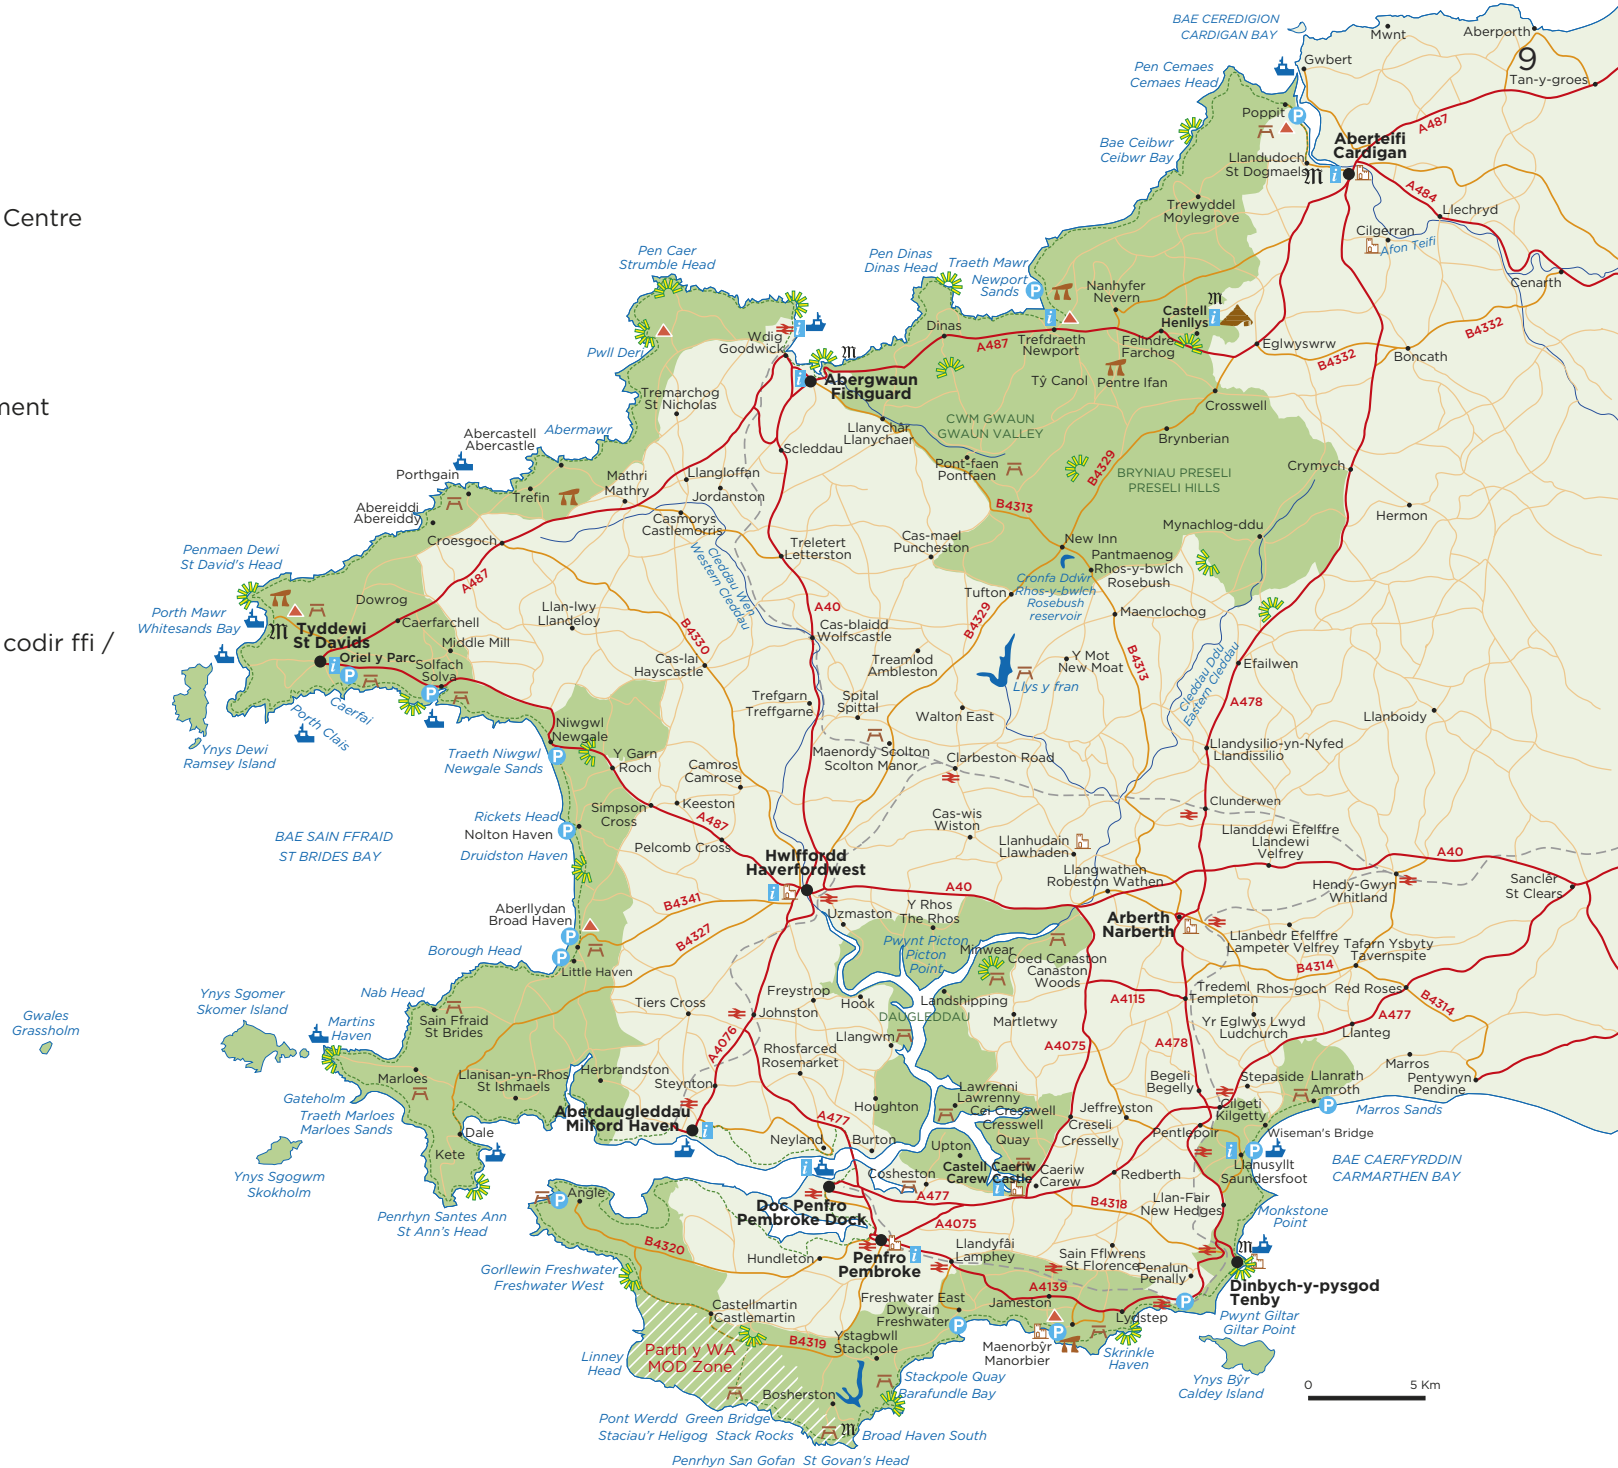 BAE CEREDIGION
CARDIGAN BAY
Mwnt
Aberporth
9
Tan-y-groes
Gwbert
Pen Cemaes
Cemaes Head
Poppit
P
A487
Aberteifi
Cardigan
Bae Ceibwr
Ceibwr Bay
Llandudoch
St Dogmaels
A484
Llechryd
Trewyddel
Moylegrove
Cilgerran
Afon Teifi
Cenarth
Centre
Pen Caer
Strumble Head
Pen Dinas
Dinas Head
Traeth Mawr
Newport
Sands
P
Nanhyfer
Nevern
Castell
Henllys
Dinas
A487
Trefdraeth
Newport
Felindre
Farchog
Eglwyswrw
B4332
B4332
Boncath
Wdig
Goodwick
Pwll Deri
Abergwaun
Fishguard
Tŷ Canol
Pentre Ifan
Crosswell
Tremarchog
St Nicholas
ment
Abermawr
Abercastell
Abercastle
Llanychâr
Llanychaer
CWM GWAUN
GWAUN VALLEY
Brynberian
Scleddau
Porthgain
Mathri
Mathry
Llangloffan
Jordanston
Pont-faen
Pontfaen
B4329
BRYNIAU PRESELI
PRESELI HILLS
Crymych
Trefin
Abereiddi
Abereiddy
Casmorys
Castlemorris
B4313
Hermon
Croesgoch
Treletert
Letterston
Cas-mael
Puncheston
New Inn
Mynachlog-ddu
Penmaen Dewi
St David's Head
A487
Cleddau Wen
Western Cleddau
Pantmaenog
Rhos-y-bwlch
Rosebush
Cronfa Ddŵr
Rhos-y-bwlch
Rosebush
reservoir
Dowrog
Llan-lwy
Llandeloy
A40
Tufton
Maenclochog
Porth Mawr
Whitesands Bay
Caerfarchell
Tyddewi
St Davids
B4330
Cas-blaidd
Wolfscastle
B4329
codir ffi /
Middle Mill
Oriel y Parc
P
Solfach
Solva
P
Cas-lai
Hayscastle
Treamlod
Ambleston
Y Mot
New Moat
B4313
Cleddau Ddu
Eastern Cleddau
Efailwen
Llys y fran
A478
Caerfai
Porth Clais
Ynys Dewi
Ramsey Island
Trefgarn
Treffgarne
Spital
Spittal
Walton East
Llanboidy
Niwgwl
Newgale
Traeth Niwgwl
Newgale Sands
P
Y Garn
Roch
Maenordy Scolton
Scolton Manor
Clarbeston Road
Llandysilio-yn-Nyfed
Llandissilio
Camros
Camrose
Simpson
Cross
Keeston
Cas-wis
Wiston
Clunderwen
Rickets Head
Nolton Haven
P
A487
Llanddewi Efelffre
Llandewi
Velfrey
BAE SAIN FFRAID
ST BRIDES BAY
Pelcomb Cross
Llanhudain
Llawhaden
Druidston Haven
Hwlffordd
Haverfordwest
A40
Llangwathen
Robeston Wathen
A40
Hendy-Gwyn
Whitland
Sanclêr
St Clears
B4341
Uzmaston
Y Rhos
The Rhos
Arberth
Narberth
Aberllydan
Broad Haven
P
B4327
Llanbedr Efelffre
Lampeter Velfrey
Tafarn Ysbyty
Tavernspite
Pwynt Picton
Picton
Point
Minwear
Coed Canaston
Canaston
Woods
Borough Head
P
Little Haven
B4314
Nab Head
Tiers Cross
Freystrop
Hook
Landshipping
A4115
Tredeml
Templeton
Rhos-goch
Red Roses
B4314
Ynys Sgomer
Skomer Island
Gwales
Grassholm
Martins
Haven
Sain Ffraid
St Brides
Johnston
DAUGLEDDAU
Martletwy
Yr Eglwys Lwyd
Ludchurch
A477
Llanteg
Llangwm
A4076
Rhosfarced
Rosemarket
A4075
A478
Marros
Pentywyn
Pendine
Marloes
Llanisan-yn-Rhos
St Ishmaels
Herbrandston
Steynton
Begeli
Begelly
Stepaside
Llanrath
Amroth
P
Marros Sands
Gateholm
Traeth Marloes
Marloes Sands
Houghton
Lawrenni
Lawrenny
Cei Cresswell
Cresswell
Quay
Jeffreyston
Cilgeti
Kilgetty
Aberdaugleddau
Milford Haven
A477
Creseli
Cresselly
Pentlepoir
Wiseman's Bridge
P
Dale
Neyland
Burton
Upton
Kete
Llanusyllt
Saundersfoot
BAE CAERFYRDDIN
CARMARTHEN BAY
Ynys Sgogwm
Skokholm
Cosheston
Castell Caeriw
Carew Castle
Caeriw
Carew
Redberth
P
Angle
Doc Penfro
Pembroke Dock
A477
B4318
Llan-Fair
New Hedges
Monkstone
Point
Penrhyn Santes Ann
St Ann's Head
A4075
B4320
Hundleton
Penfro
Pembroke
Llandyfâi
Lamphey
Sain Fflwrens
St Florence
Penalun
Penally
Gorllewin Freshwater
Freshwater West
Dinbych-y-pysgod
Tenby
A4139
P
Castellmartin
Castlemartin
Freshwater East
Dwyrain
Freshwater
P
Jameston
Lydstep
Pwynt Giltar
Giltar Point
B4319
Ystagbwll
Stackpole
P
Maenorbŷr
Manorbier
Skrinkle
Haven
Parth y WA
MOD Zone
Linney
Head
Ynys Bŷr
Caldey Island
0 5 Km
Stackpole Quay
Barafundle Bay
Bosherston
Pont Werdd Green Bridge
Staciau'r Heligog Stack Rocks
Broad Haven South
Penrhyn San Gofan St Govan's Head